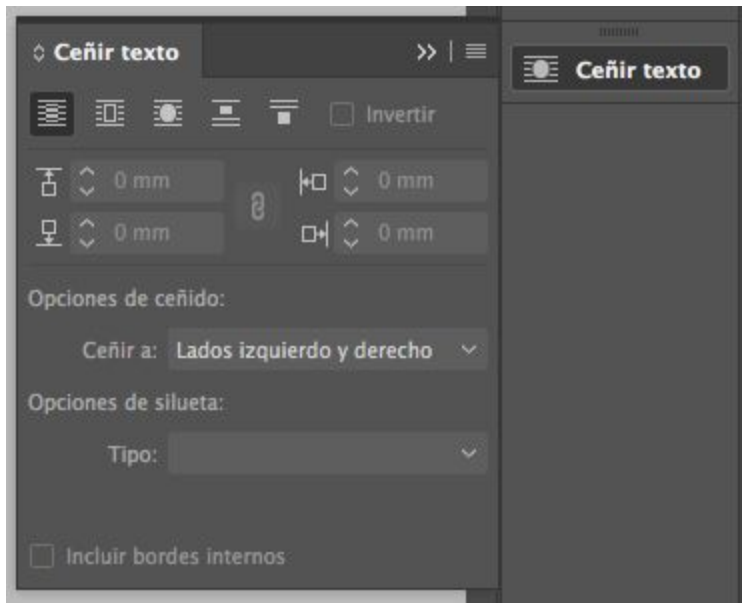 Ceñir texto
Ceñir texto
Invertir
0 mm
0 mm
0 mm
0 mm
Opciones de ceñido:
Ceñir a: Lados izquierdo y derecho
Opciones de silueta:
Tipo:
Incluir bordes internos